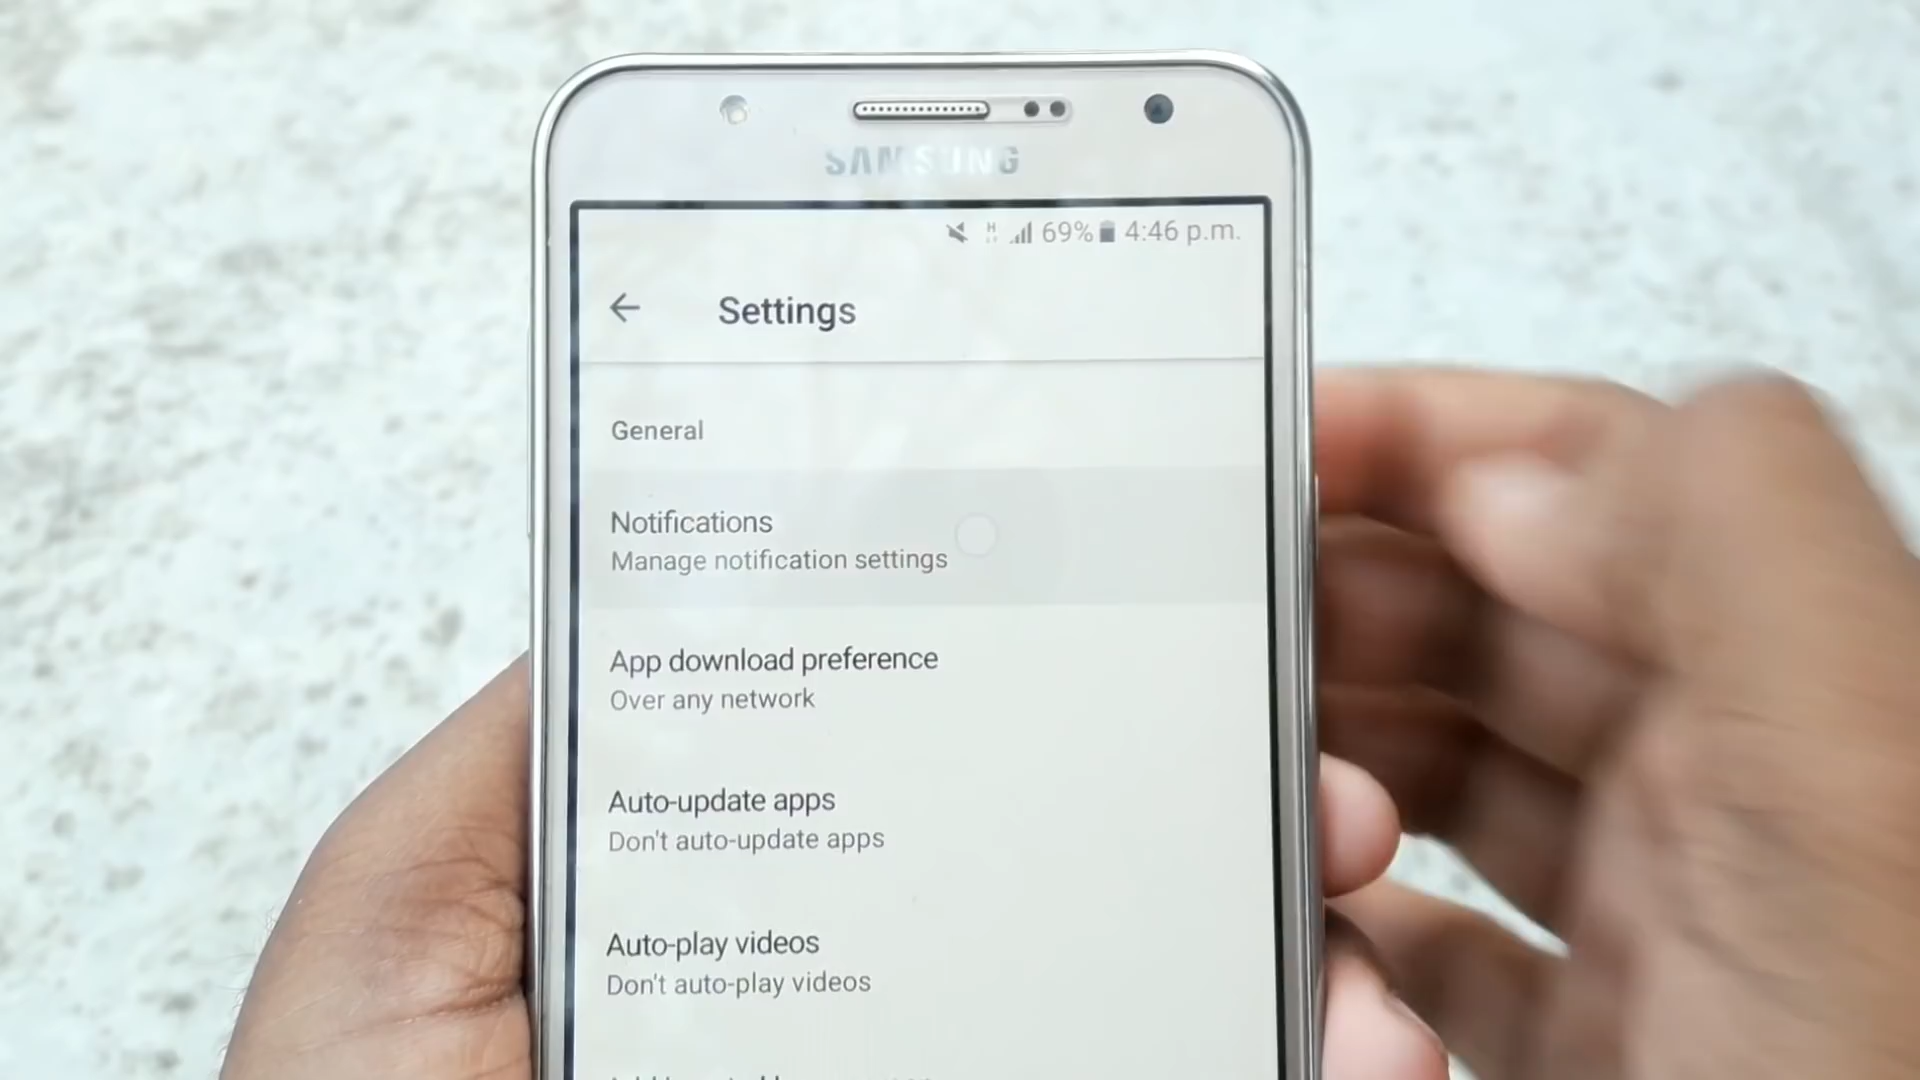 SAMSUNG
H 69% 4:46 p.m.
Settings
General
Notifications
Manage notification settings
App download preference
Over any network
Auto-update apps
Don't auto-update apps
Auto-play videos
Don't auto-play videos